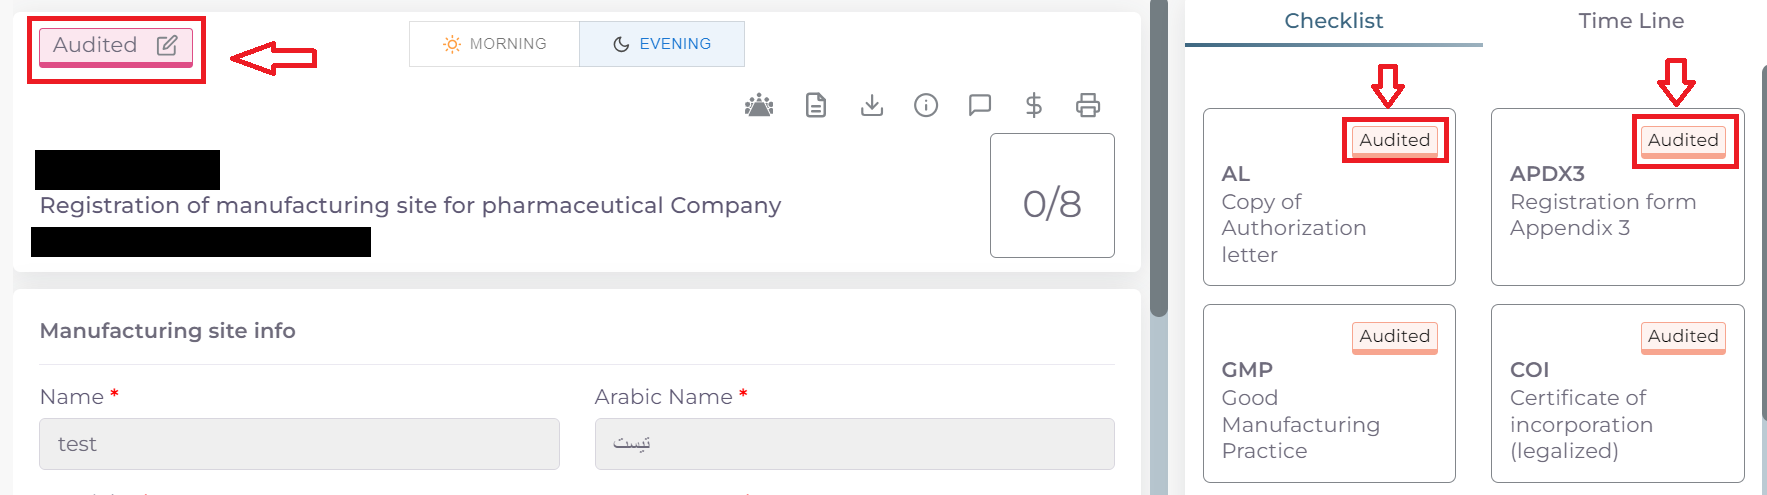 Audited
MORNING
EVENING
Registration of manufacturing site for pharmaceutical Company
0/8
Manufacturing site info
Name *
test
Arabic Name *
تيست
Checklist
Time Line
Audited
AL
Copy of
Authorization
letter
Audited
APDX3
Registration form
Appendix 3
Audited
GMP
Good
Manufacturing
Practice
Audited
COI
Certificate of
incorporation
(legalized)